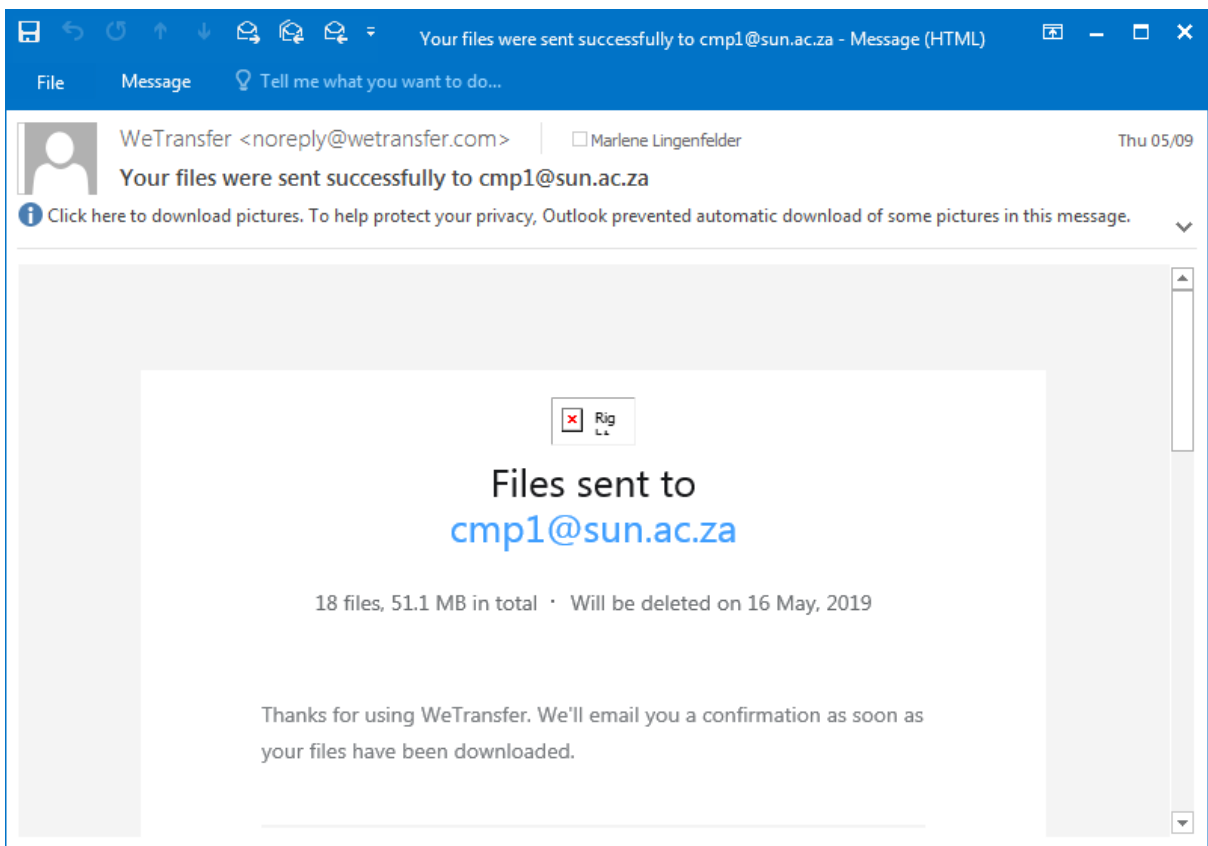 Your files were sent successfully to cmp1@sun.ac.za - Message (HTML)
File Message Tell me what you want to do...
WeTransfer <noreply@wetransfer.com> Marlene Lingenfelder Thu 05/09
Your files were sent successfully to cmp1@sun.ac.za
Click here to download pictures. To help protect your privacy, Outlook prevented automatic download of some pictures in this message.
Rig
Files sent to
cmp1@sun.ac.za
18 files, 51.1 MB in total · Will be deleted on 16 May, 2019
Thanks for using WeTransfer. We'll email you a confirmation as soon as
your files have been downloaded.